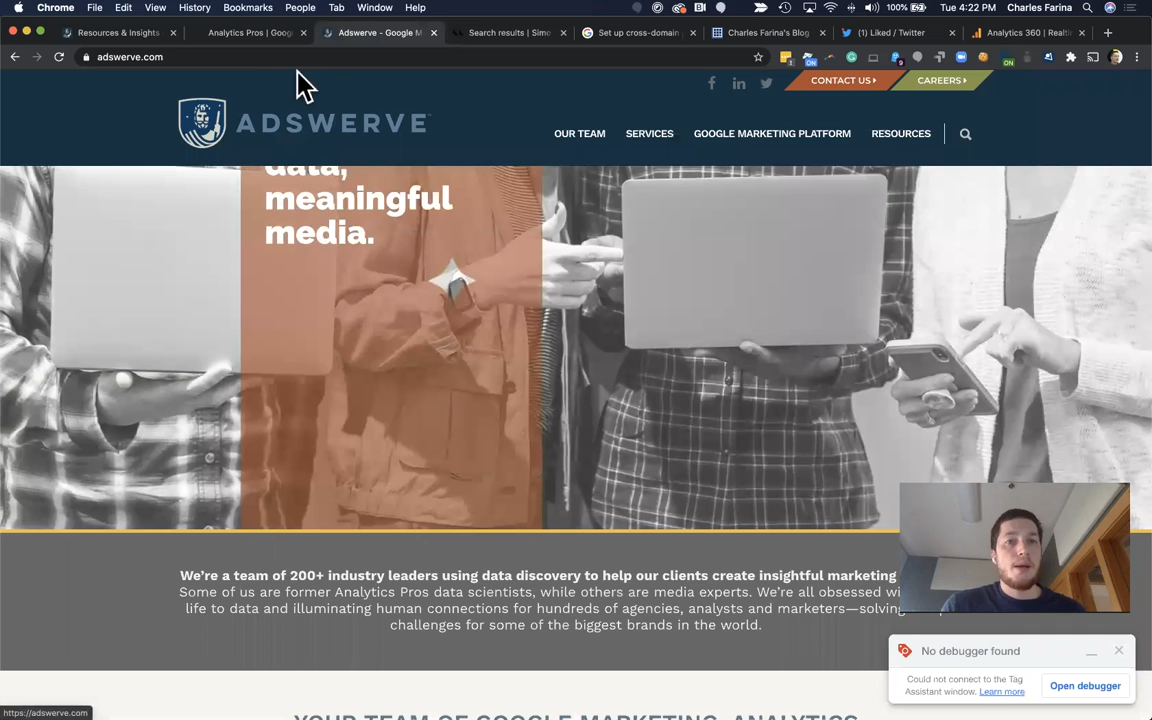 Chrome File Edit View History Bookmarks People Tab Window Help
100% Tue 4:22 PM Charles Farina
Resources & Insights
Analytics Pros | Goog
Adswerve - Google M
Search results | Simo
Set up cross-domain
Charles Farina's Blog
(1) Liked / Twitter
Analytics 360 | Realti
adswerve.com
ON
9
ON
CONTACT US
CAREERS
ADSWERVE
OUR TEAM
SERVICES
GOOGLE MARKETING PLATFORM
RESOURCES
data,
meaningful
media.
We're a team of 200+ industry leaders using data discovery to help our clients create insightful marketing
Some of us are former Analytics Pros data scientists, while others are media experts. We're all obsessed
life to data and illuminating human connections for hundreds of agencies, analysts and marketers—solving
challenges for some of the biggest brands in the world.
No debugger found
Could not connect to the Tag
Assistant window. Learn more
Open debugger
https://adswerve.com
YOUR TEAM OF GOOGLE MARKETING, ANALYTICS